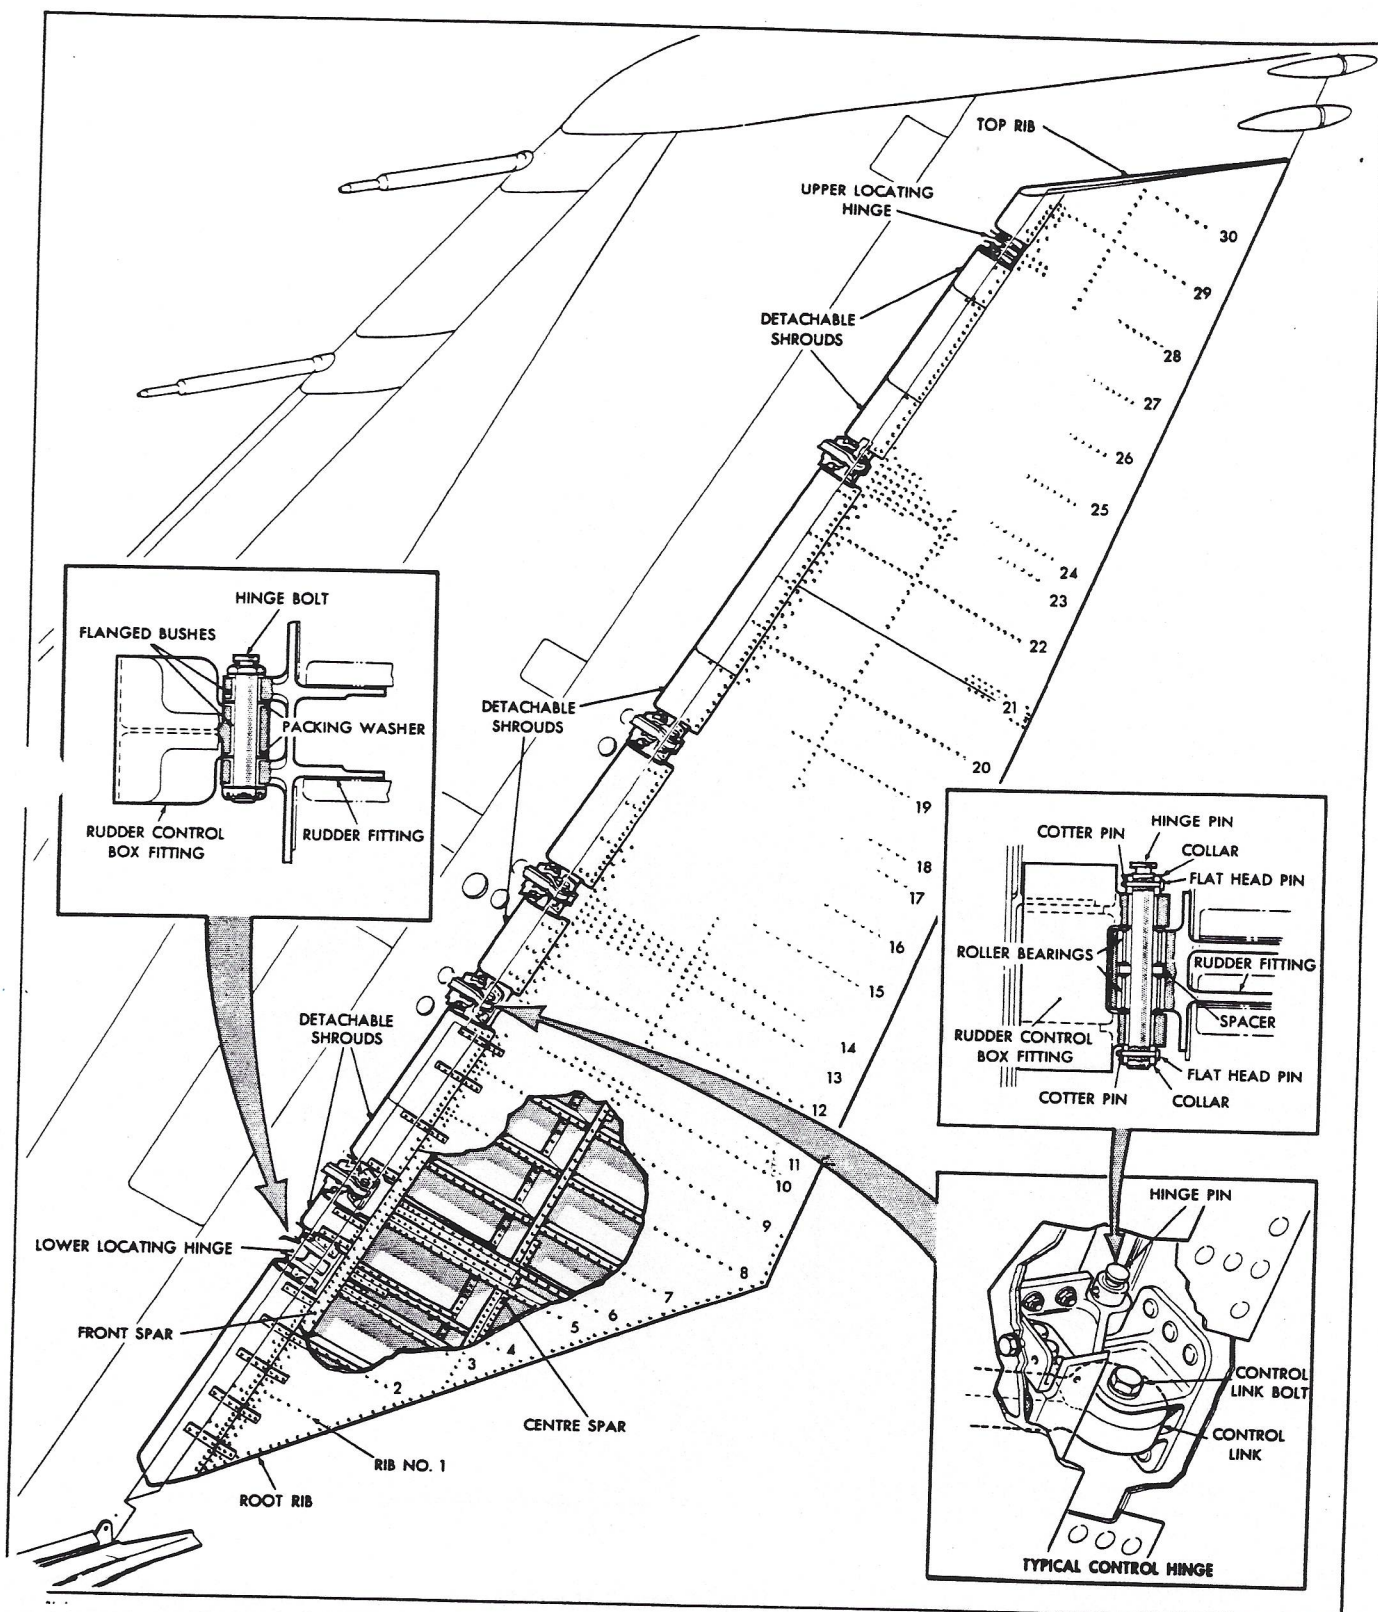 TOP RIB
UPPER LOCATING
HINGE
DETACHABLE
SHROUDS
30
29
28
27
26
25
24
23
22
21
20
19
18
17
16
15
14
13
12
11
10
9
8
7
6
5
4
3
2
HINGE BOLT
FLANGED BUSHES
PACKING WASHER
RUDDER CONTROL
BOX FITTING
RUDDER FITTING
DETACHABLE
SHROUDS
DETACHABLE
SHROUDS
LOWER LOCATING HINGE
FRONT SPAR
CENTRE SPAR
RIB NO. 1
ROOT RIB
COTTER PIN
HINGE PIN
COLLAR
FLAT HEAD PIN
ROLLER BEARINGS
RUDDER FITTING
SPACER
RUDDER CONTROL
BOX FITTING
FLAT HEAD PIN
COTTER PIN
COLLAR
HINGE PIN
CONTROL
LINK BOLT
CONTROL
LINK
TYPICAL CONTROL HINGE